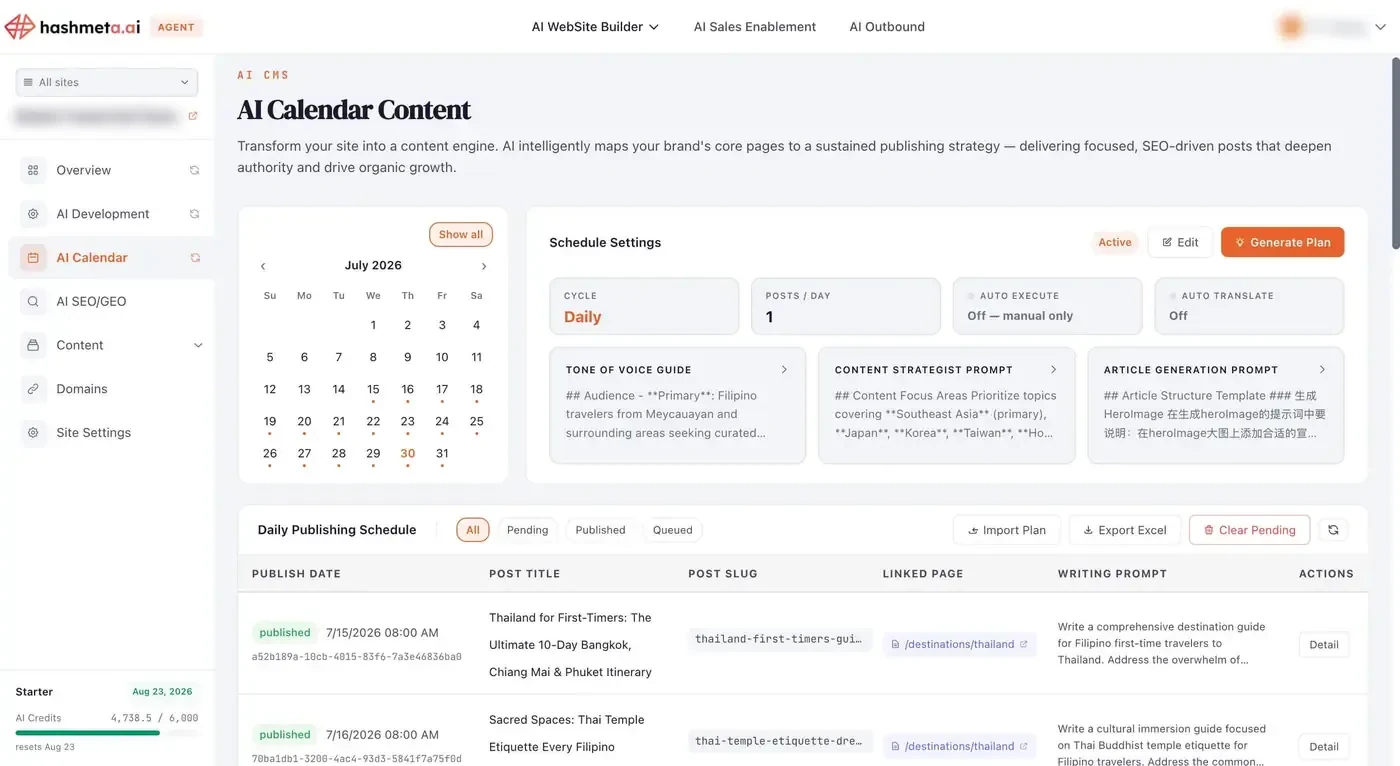 hashmeta.ai AGENT
AI WebSite Builder
AI Sales Enablement
AI Outbound
All sites
Overview
AI Development
AI Calendar
AI SEO/GEO
Content
Domains
Site Settings
Starter
Aug 23, 2026
AI Credits
4,738.5 / 6,000
resets Aug 23
AI CMS
AI Calendar Content
Transform your site into a content engine. AI intelligently maps your brand's core pages to a sustained publishing strategy — delivering focused, SEO-driven posts that deepen
authority and drive organic growth.
Show all
July 2026
Su Mo Tu We Th Fr Sa
1 2 3 4
5 6 7 8 9 10 11
12 13 14 15 16 17 18
19 20 21 22 23 24 25
26 27 28 29 30 31
Schedule Settings
Active
Edit
Generate Plan
CYCLE
Daily
POSTS / DAY
1
AUTO EXECUTE
Off — manual only
AUTO TRANSLATE
Off
TONE OF VOICE GUIDE
## Audience - **Primary**: Filipino
travelers from Meycauayan and
surrounding areas seeking curated...
CONTENT STRATEGIST PROMPT
## Content Focus Areas Prioritize topics
covering **Southeast Asia** (primary),
**Japan**, **Korea**, **Taiwan**, **Ho...
ARTICLE GENERATION PROMPT
## Article Structure Template ### 生成
HeroImage 在生成heroImage的提示词中要
说明：在heroImage大图上添加合适的宣...
Daily Publishing Schedule
All
Pending
Published
Queued
Import Plan
Export Excel
Clear Pending
PUBLISH DATE POST TITLE POST SLUG LINKED PAGE WRITING PROMPT ACTIONS
published 7/15/2026 08:00 AM
a52b189a-10cb-4015-83f6-7a3e46836ba0
Thailand for First-Timers: The
Ultimate 10-Day Bangkok,
Chiang Mai & Phuket Itinerary
thailand-first-timers-gui…
/destinations/thailand
Write a comprehensive destination guide
for Filipino first-time travelers to
Thailand. Address the overwhelm of...
Detail
published 7/16/2026 08:00 AM
70ba1db1-3200-4ac4-93d3-5841f7a75f0d
Sacred Spaces: Thai Temple
Etiquette Every Filipino
thai-temple-etiquette-dre…
/destinations/thailand
Write a cultural immersion guide focused
on Thai Buddhist temple etiquette for
Filipino travelers. Address the common...
Detail